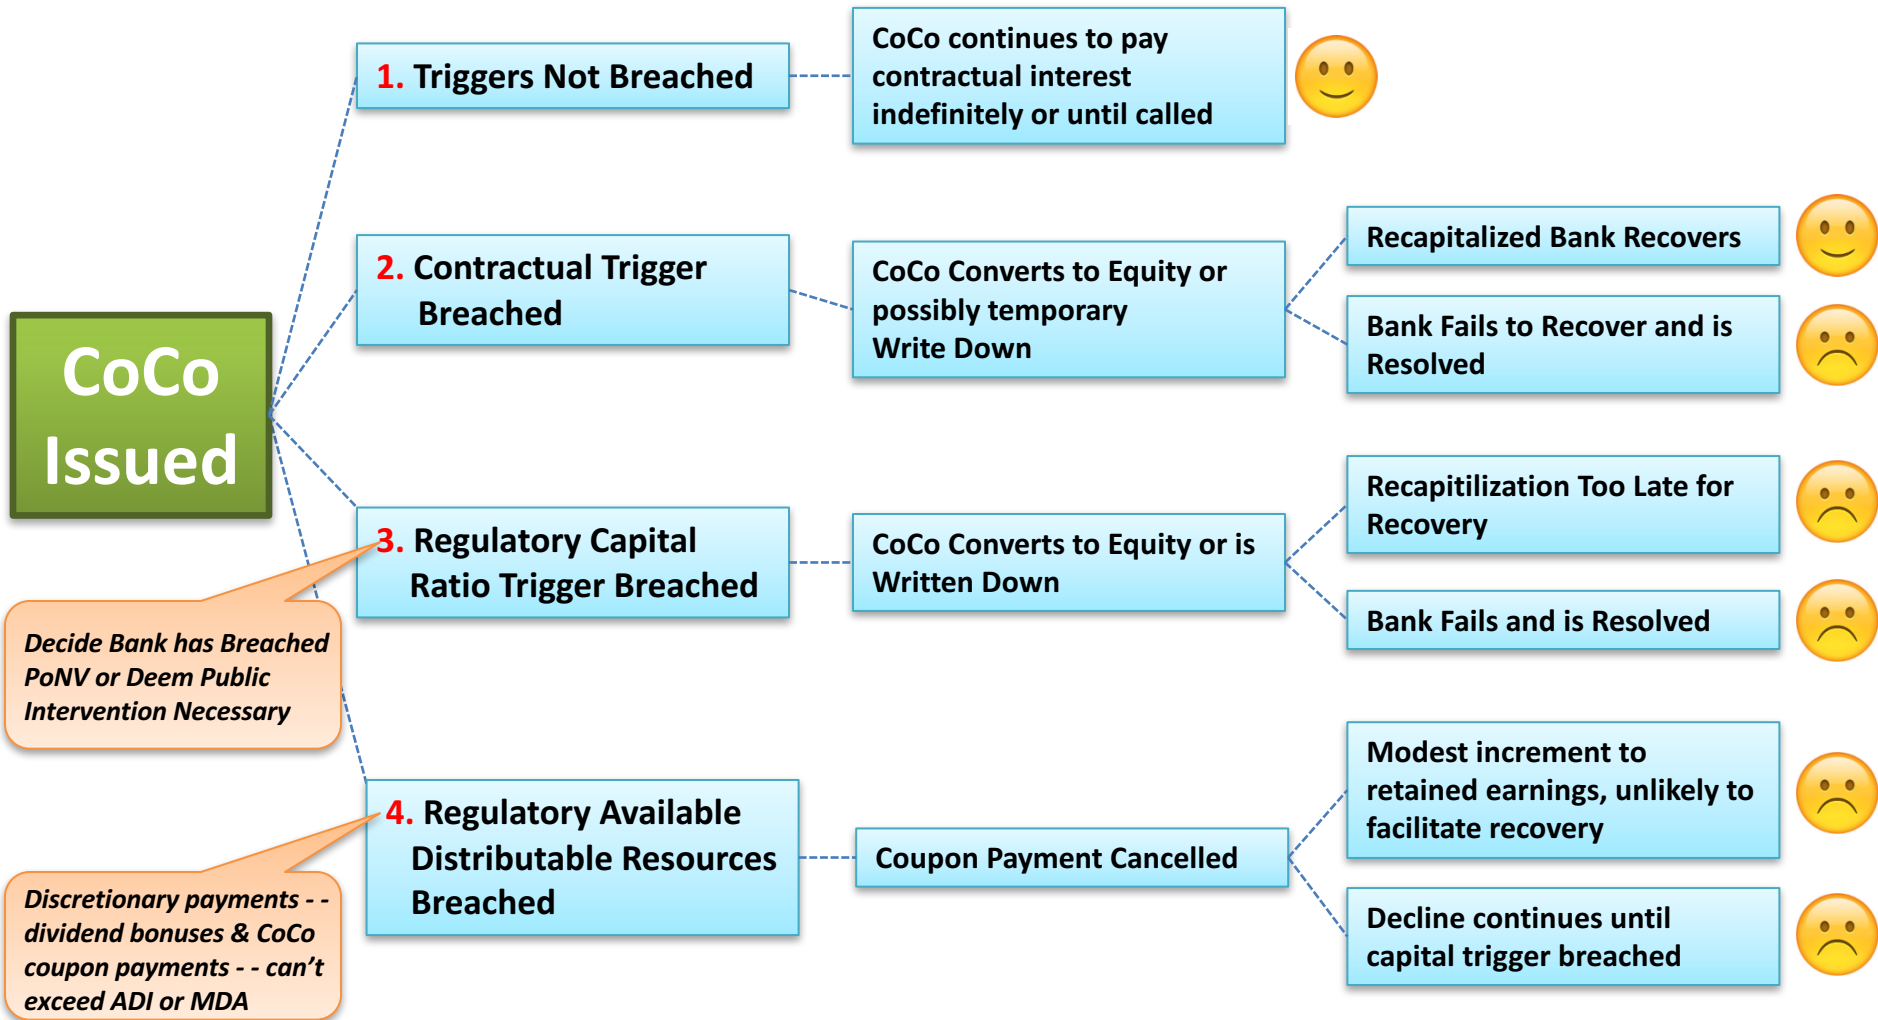 CoCo
Issued
1. Triggers Not Breached
CoCo continues to pay
contractual interest
indefinitely or until called
2. Contractual Trigger
Breached
CoCo Converts to Equity or
possibly temporary
Write Down
Recapitalized Bank Recovers
Bank Fails to Recover and is
Resolved
3. Regulatory Capital
Ratio Trigger Breached
Decide Bank has Breached
PoNV or Deem Public
Intervention Necessary
CoCo Converts to Equity or is
Written Down
Recapitilization Too Late for
Recovery
Bank Fails and is Resolved
4. Regulatory Available
Distributable Resources
Breached
Discretionary payments - -
dividend bonuses & CoCo
coupon payments - - can’t
exceed ADI or MDA
Coupon Payment Cancelled
Modest increment to
retained earnings, unlikely to
facilitate recovery
Decline continues until
capital trigger breached